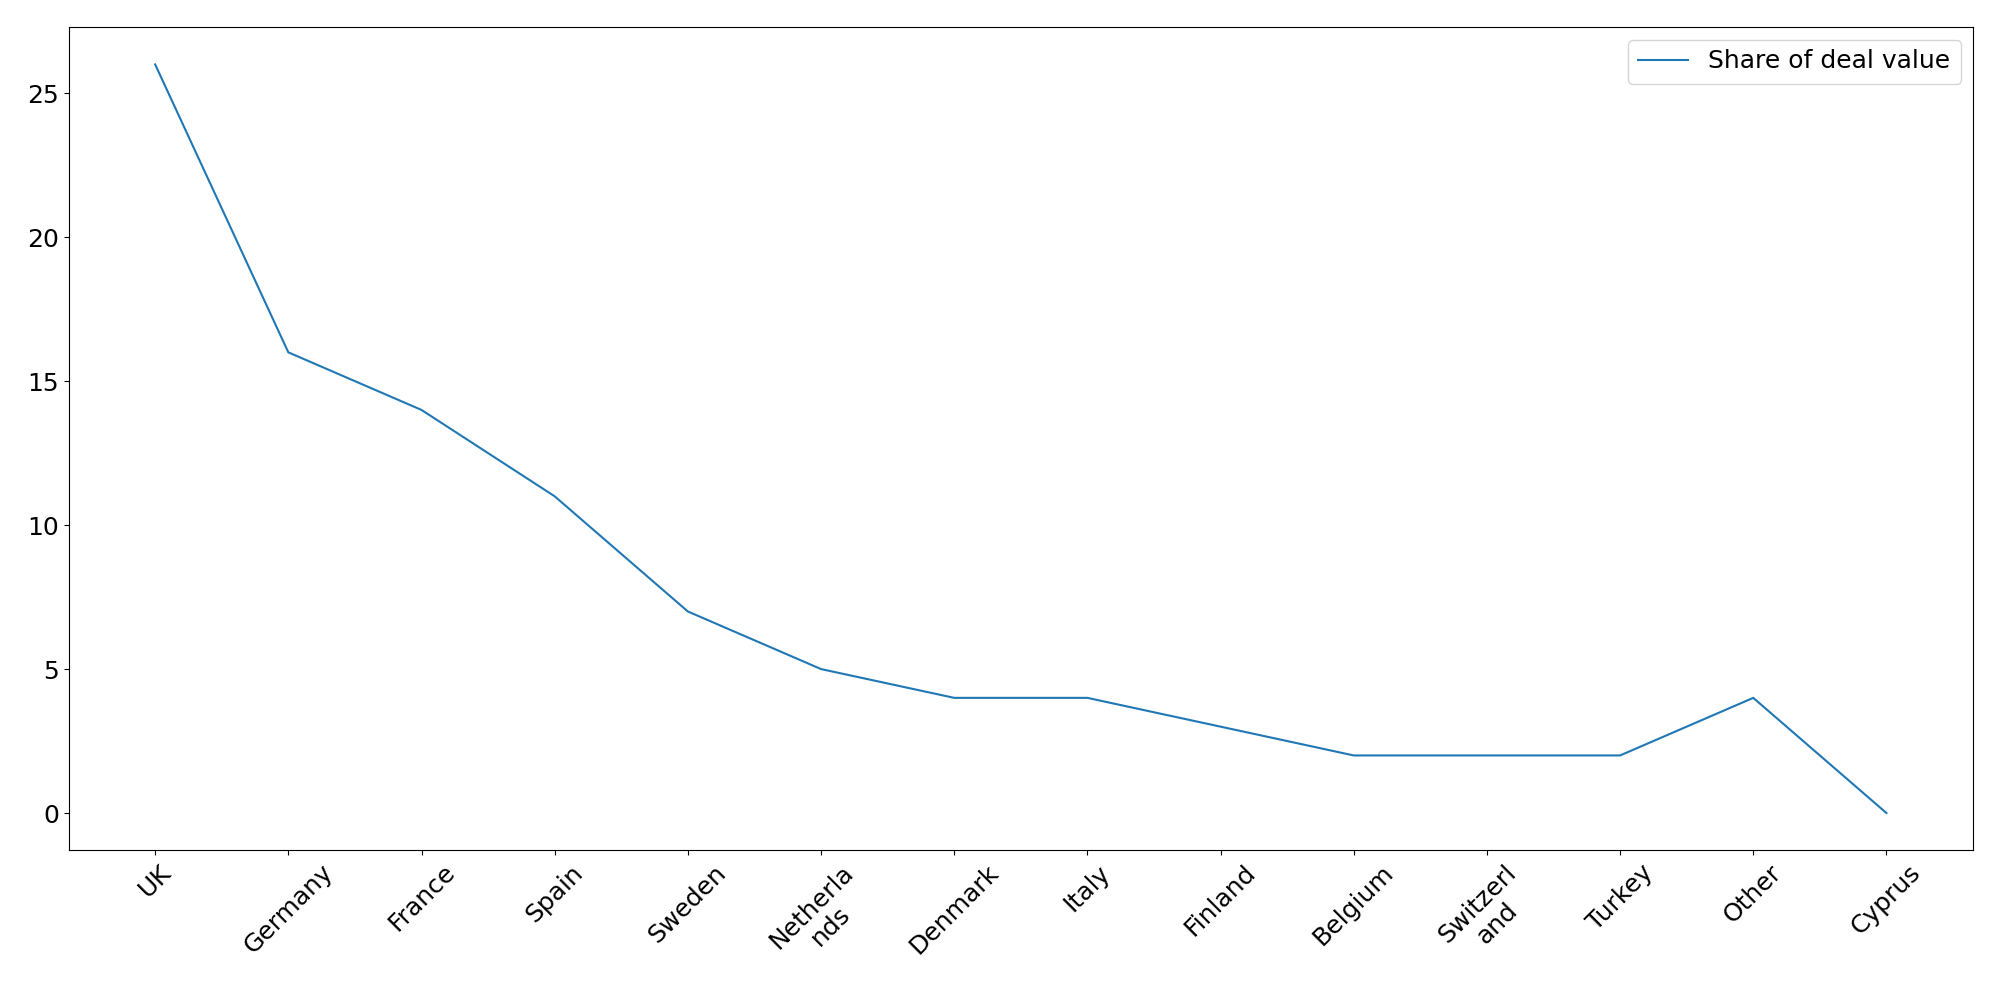 Share of deal value
25
20
15
10
5
0
UK
Germany
France
Spain
Sweden
Netherla
nds
Denmark
Italy
Finland
Belgium
Switzerl
and
Turkey
Other
Cyprus